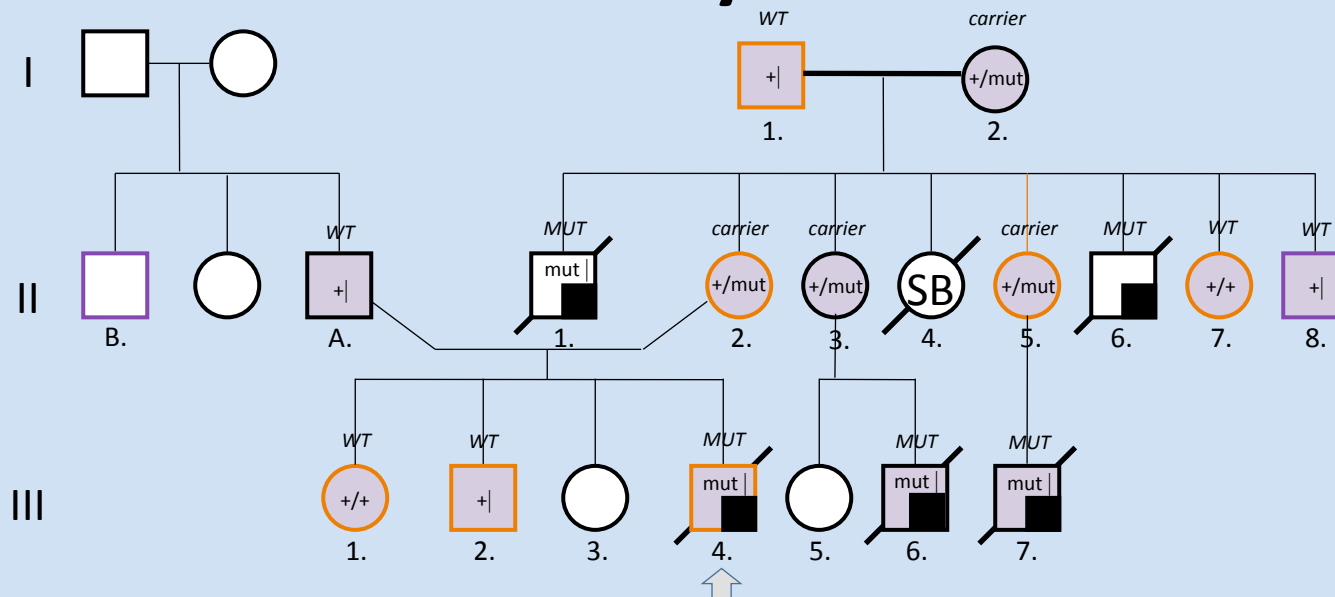 WT carrier
I
+| +/mut
1. 2.
WT MUT carrier carrier carrier MUT WT WT
II
+| mut | +/mut +/mut SB +/mut +/+ +|
B. A. 1. 2. 3. 4. 5. 6. 7. 8.
WT WT MUT MUT MUT
III
+/+ +| mut | mut | mut |
1. 2. 3. 4. 5. 6. 7.